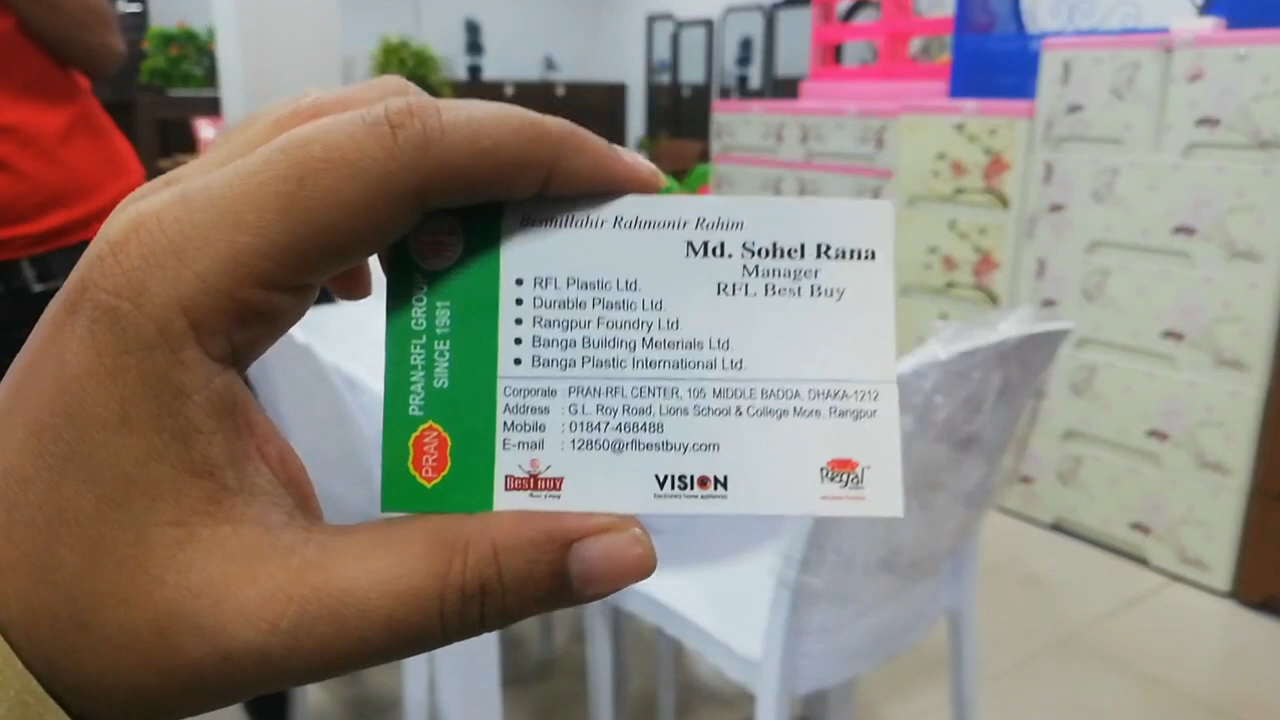 Bismillahir Rahmanir Rahim
Md. Sohel Rana
Manager
RFL Best Buy
• RFL Plastic Ltd.
• Durable Plastic Ltd.
• Rangpur Foundry Ltd.
• Banga Building Meterials Ltd.
• Banga Plastic International Ltd.
Corporate : PRAN-RFL CENTER, 105 MIDDLE BADDA, DHAKA-1212
Address : G.L. Roy Road, Lions School & College More, Rangpur.
Mobile : 01847-468488
E-mail : 12850@rflbestbuy.com
PRAN-RFL GROUP
SINCE 1981
PRAN
Best Buy
VISION
Electronics home appliances
Regal